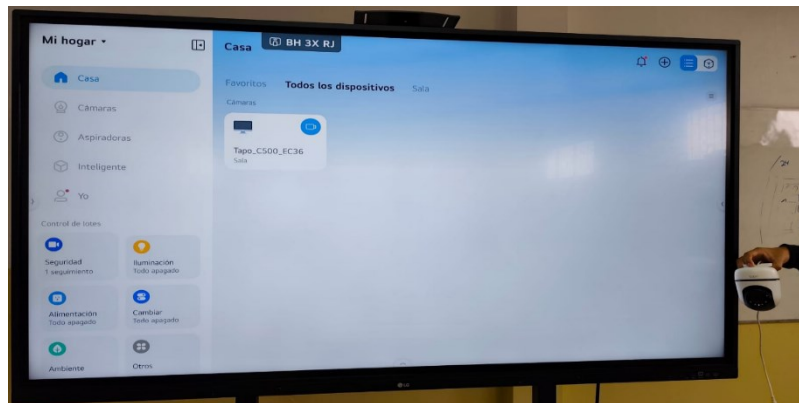 Mi hogar
Casa
BH 3X RJ
Casa
Favoritos
Todos los dispositivos
Sala
Cámaras
Cámaras
Tapo_C500_EC36
Sala
Aspiradoras
Inteligente
Yo
Control de lotes
Seguridad
1 seguimiento
Iluminación
Todo apagado
Alimentación
Todo apagado
Cambiar
Todo apagado
Ambiente
Otros
LG